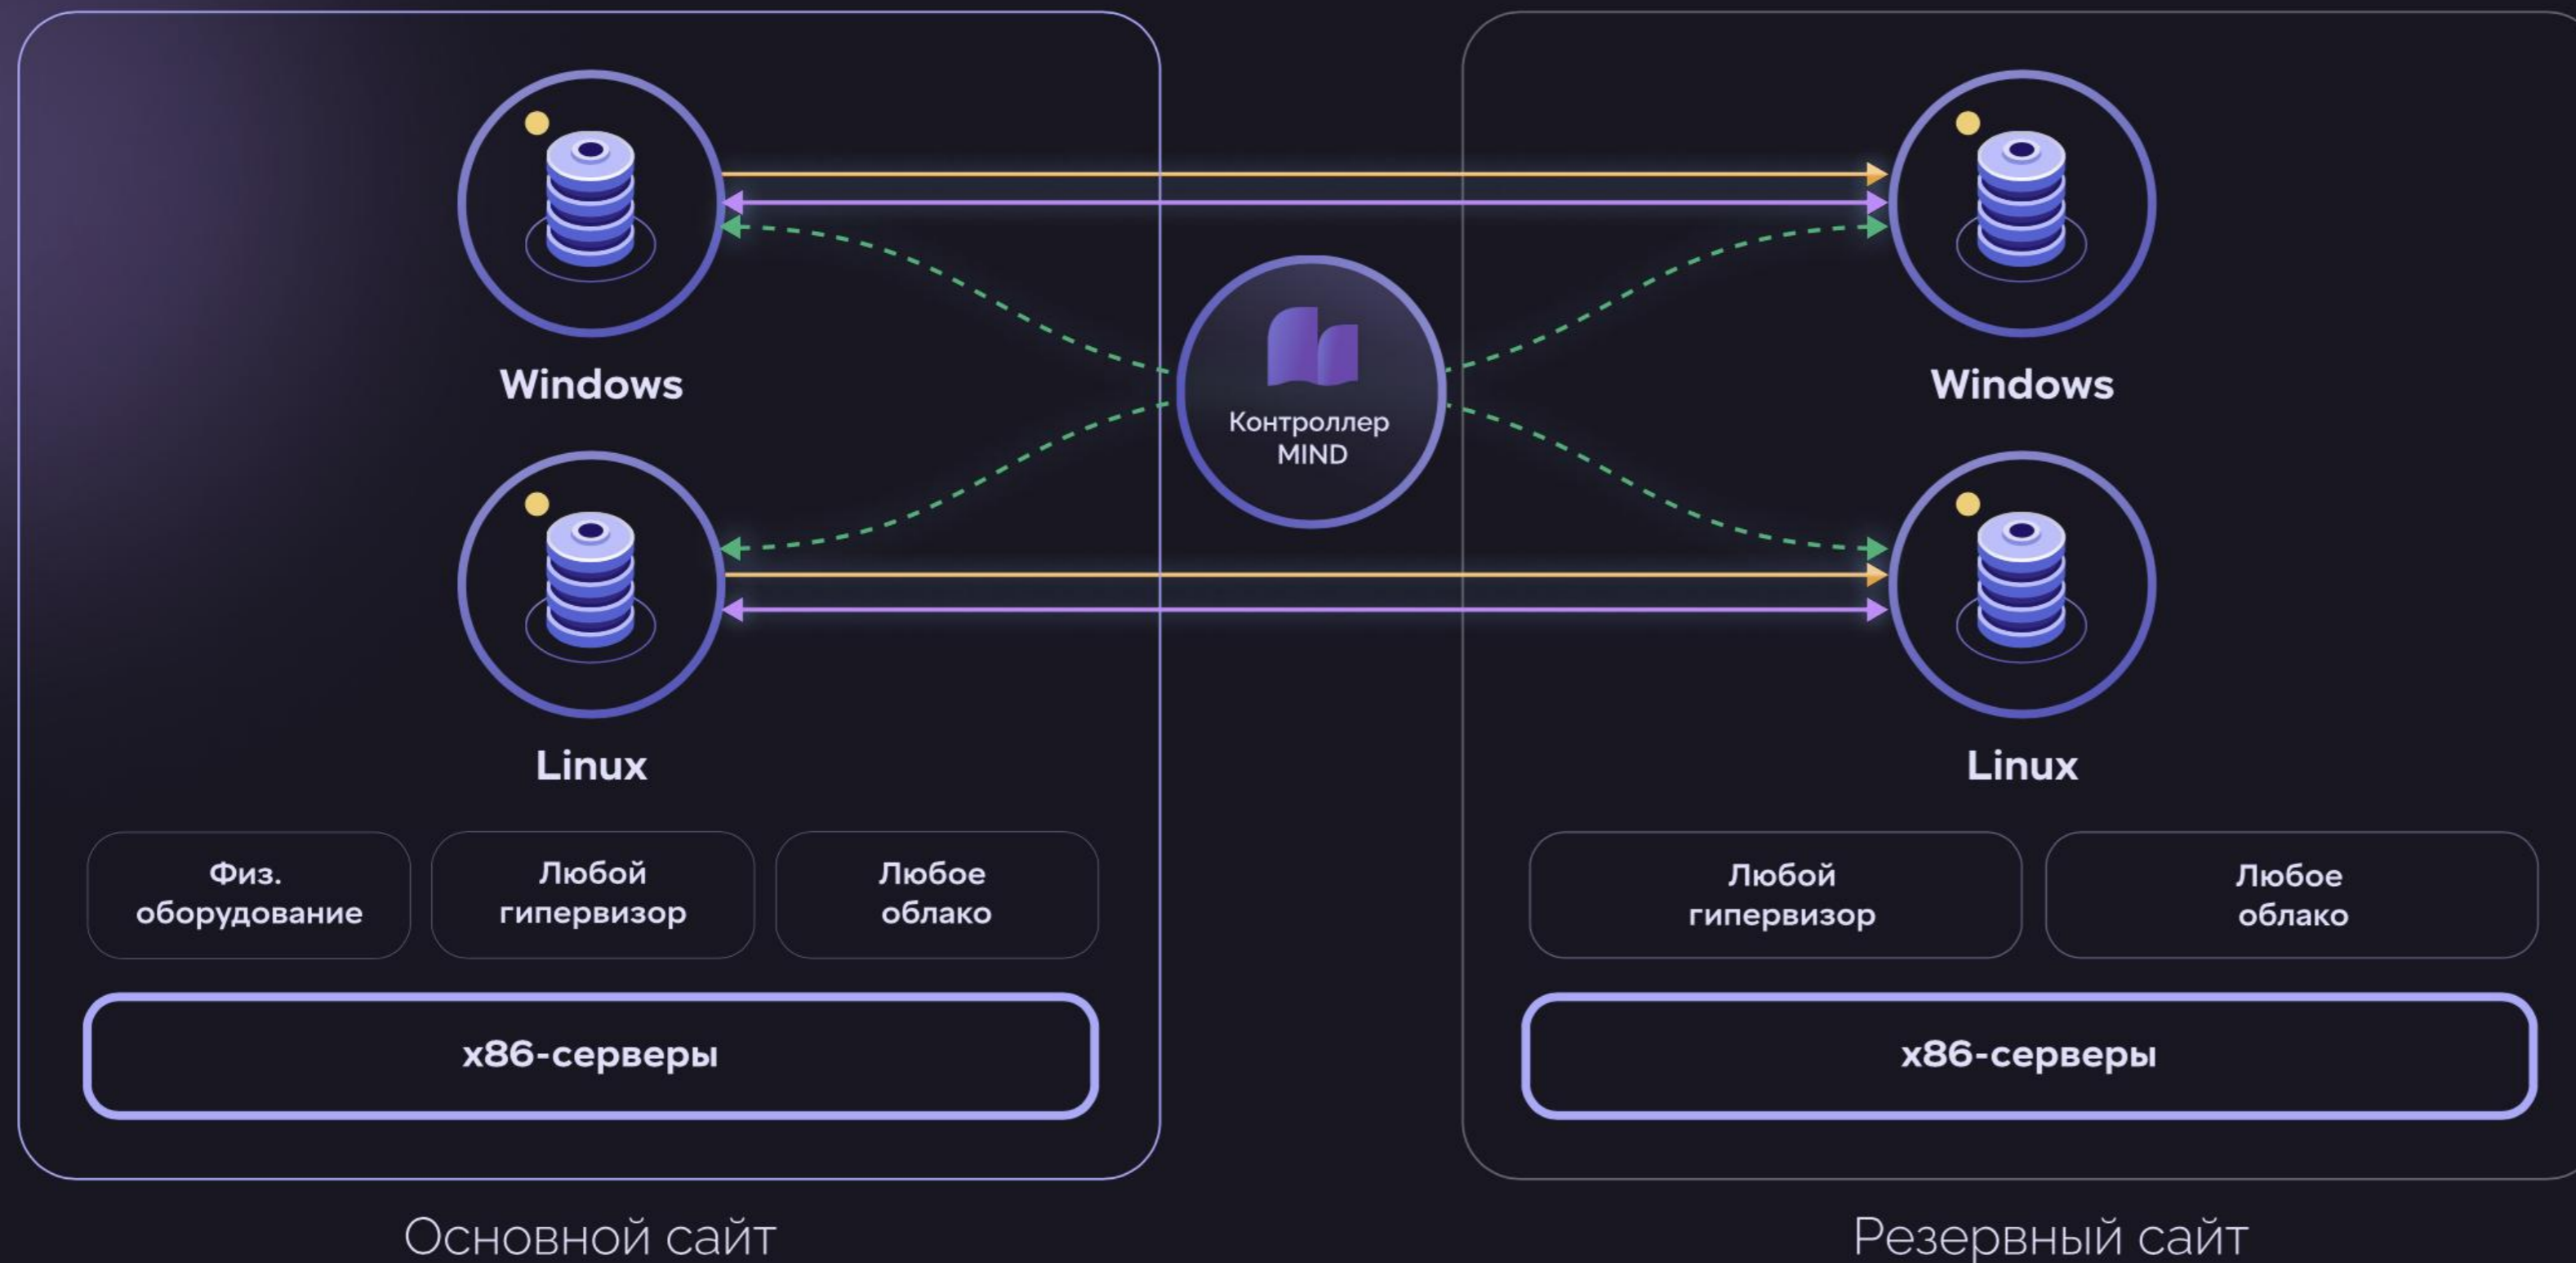 Windows
Windows
Контроллер
MIND
Linux
Linux
Физ.
оборудование
Любой
гипервизор
Любое
облако
Любой
гипервизор
Любое
облако
x86-серверы
x86-серверы
Основной сайт
Резервный сайт